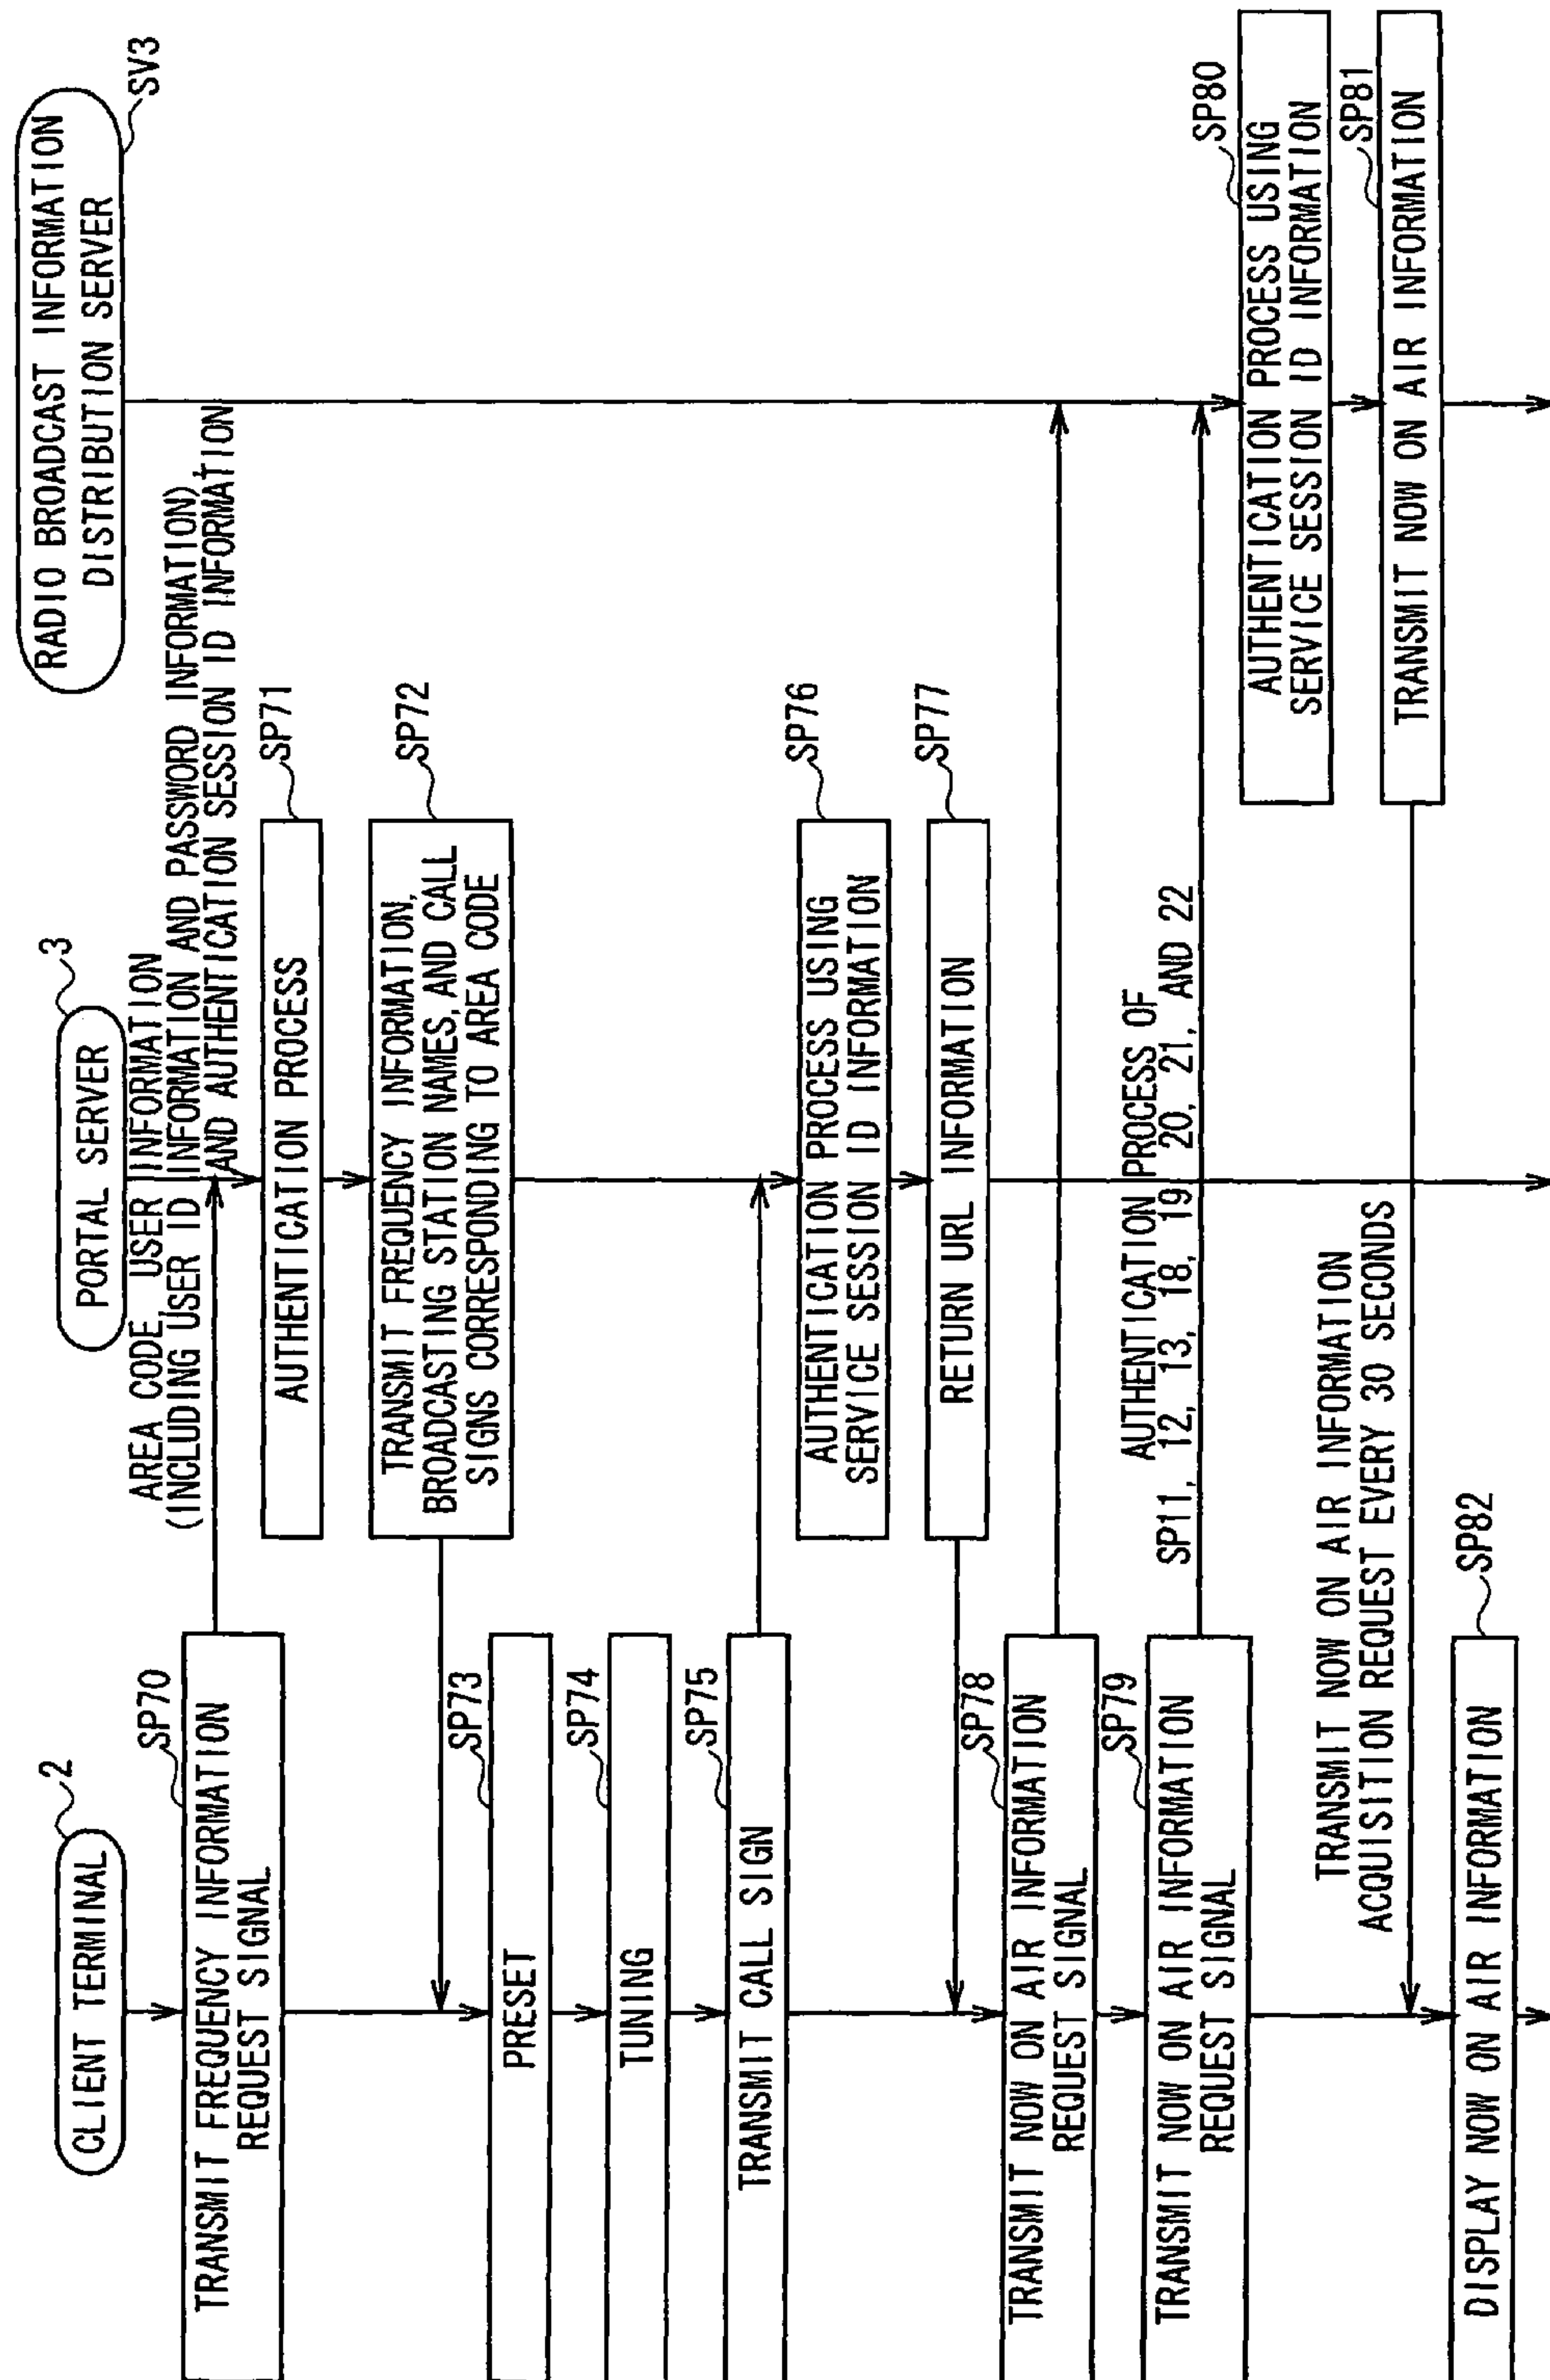 CLIENT TERMINAL
2
PORTAL SERVER
3
RADIO BROADCAST INFORMATION
DISTRIBUTION SERVER
SV3
AREA CODE, USER INFORMATION
(INCLUDING USER ID INFORMATION AND PASSWORD INFORMATION),
AND AUTHENTICATION SESSION ID INFORMATION
SP70
TRANSMIT FREQUENCY INFORMATION
REQUEST SIGNAL
SP71
AUTHENTICATION PROCESS
SP72
TRANSMIT FREQUENCY INFORMATION,
BROADCASTING STATION NAMES, AND CALL
SIGNS CORRESPONDING TO AREA CODE
SP73
PRESET
SP74
TUNING
SP75
TRANSMIT CALL SIGN
SP76
AUTHENTICATION PROCESS USING
SERVICE SESSION ID INFORMATION
SP77
RETURN URL INFORMATION
SP78
TRANSMIT NOW ON AIR INFORMATION
REQUEST SIGNAL
SP79
TRANSMIT NOW ON AIR INFORMATION
REQUEST SIGNAL
AUTHENTICATION PROCESS OF
SP11, 12, 13, 18, 19 20, 21, AND 22
SP80
AUTHENTICATION PROCESS USING
SERVICE SESSION ID INFORMATION
SP81
TRANSMIT NOW ON AIR INFORMATION
TRANSMIT NOW ON AIR INFORMATION
ACQUISITION REQUEST EVERY 30 SECONDS
SP82
DISPLAY NOW ON AIR INFORMATION